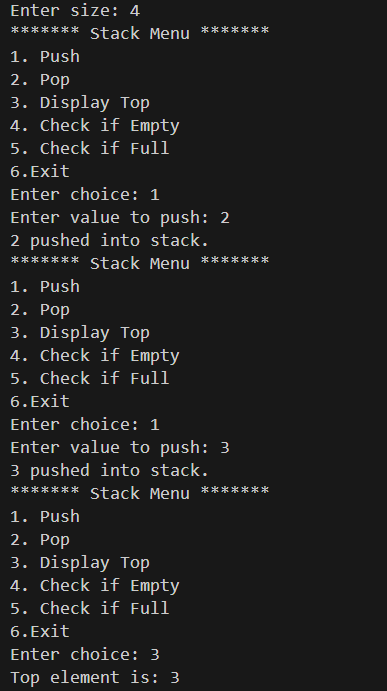 Enter size: 4
******* Stack Menu *******
1. Push
2. Pop
3. Display Top
4. Check if Empty
5. Check if Full
6.Exit
Enter choice: 1
Enter value to push: 2
2 pushed into stack.
******* Stack Menu *******
1. Push
2. Pop
3. Display Top
4. Check if Empty
5. Check if Full
6.Exit
Enter choice: 1
Enter value to push: 3
3 pushed into stack.
******* Stack Menu *******
1. Push
2. Pop
3. Display Top
4. Check if Empty
5. Check if Full
6.Exit
Enter choice: 3
Top element is: 3